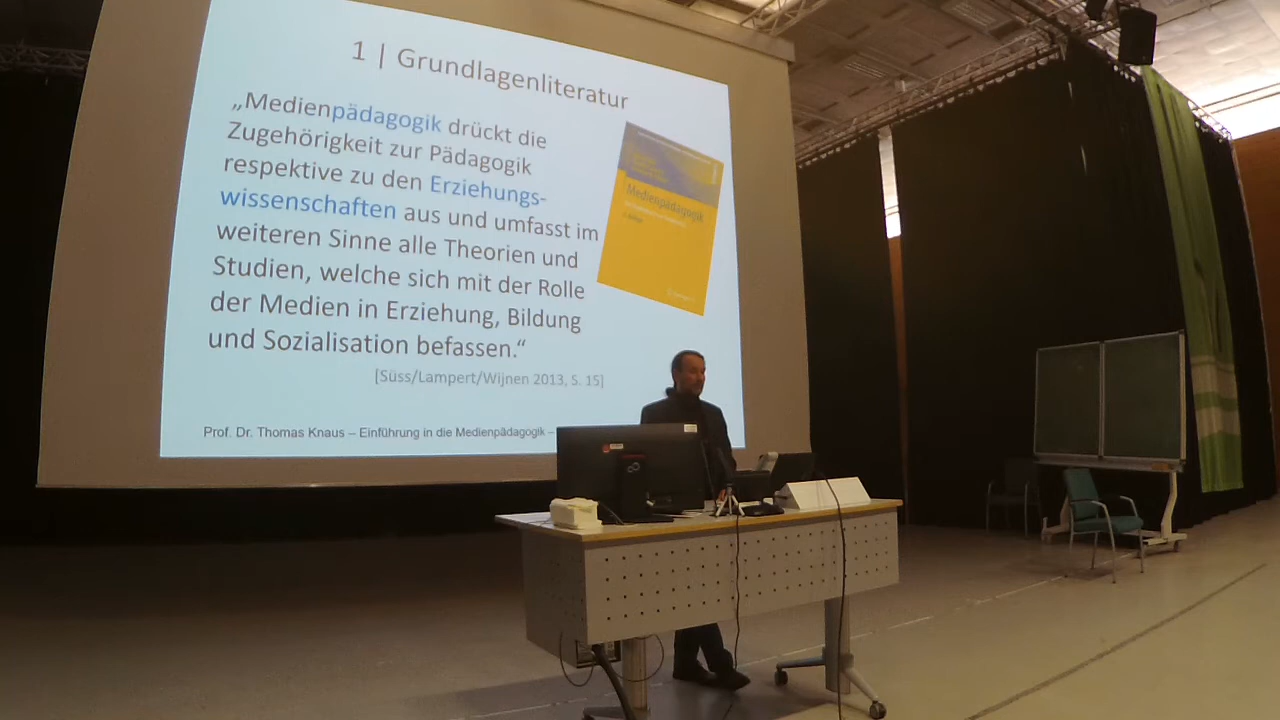 1 | Grundlagenliteratur
„Medienpädagogik drückt die
Zugehörigkeit zur Pädagogik
respektive zu den Erziehungs-
wissenschaften aus und umfasst im
weiteren Sinne alle Theorien und
Studien, welche sich mit der Rolle
der Medien in Erziehung, Bildung
und Sozialisation befassen.“
[Süss/Lampert/Wijnen 2013, S. 15]
Medienpädagogik
Prof. Dr. Thomas Knaus – Einführung in die Medienpädagogik –